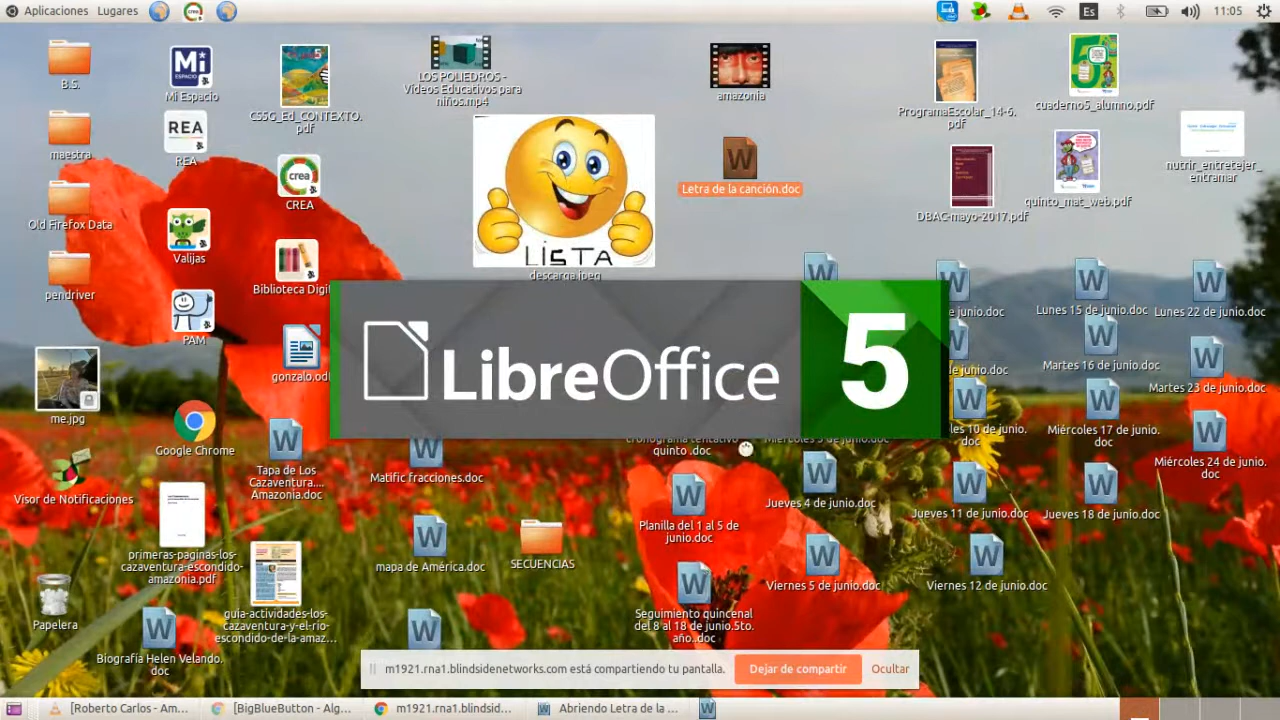 Aplicaciones Lugares
Es
11:05
B.S.
Mi
ESPACIO
Mi Espacio
CSSG_Ed_CONTEXTO.
pdf
LOS POLIEDROS -
Videos Educativos para
niños.mp4
amazonia
ProgramaEscolar_14-6.
pdf
cuaderno5_alumno.pdf
maestra
REA
REA
crea
CREA
Letra de la canción.doc
DBAC-mayo-2017.pdf
quinto_mat_web.pdf
nutrir_entretejer_
entramar
Old Firefox Data
Valijas
LISTA
descarga.jpeg
pendriver
Biblioteca Digit
PAM
gonzalo.odt
me.jpg
LibreOffice 5
de junio.doc
Lunes 15 de junio.doc
Lunes 22 de junio.doc
de junio.doc
Martes 16 de junio.doc
Martes 23 de junio.doc
les 10 de junio.
doc
Miércoles 17 de junio.
doc
Miércoles 24 de junio.
doc
Google Chrome
cronograma tentativo
quinto .doc
Miércoles 3 de junio.doc
Visor de Notificaciones
Tapa de Los
Cazaventura....
Amazonia.doc
Matific fracciones.doc
Planilla del 1 al 5 de
junio.doc
Jueves 4 de junio.doc
Jueves 11 de junio.doc
Jueves 18 de junio.doc
primeras-paginas-los-
cazaventura-escondido-
amazonia.pdf
mapa de América.doc
SECUENCIAS
Viernes 5 de junio.doc
Viernes 12 de junio.doc
Papelera
guia-actividades-los-
cazaventura-y-el-rio-
escondido-de-la-amaz...
Seguimiento quincenal
del 8 al 18 de junio.5to.
año..doc
Biografía Helen Velando.
doc
m1921.rna1.blindsidenetworks.com está compartiendo tu pantalla.
Dejar de compartir
Ocultar
[Roberto Carlos - Am...
[BigBlueButton - Alg...
m1921.rna1.blindsid...
Abriendo Letra de la ...